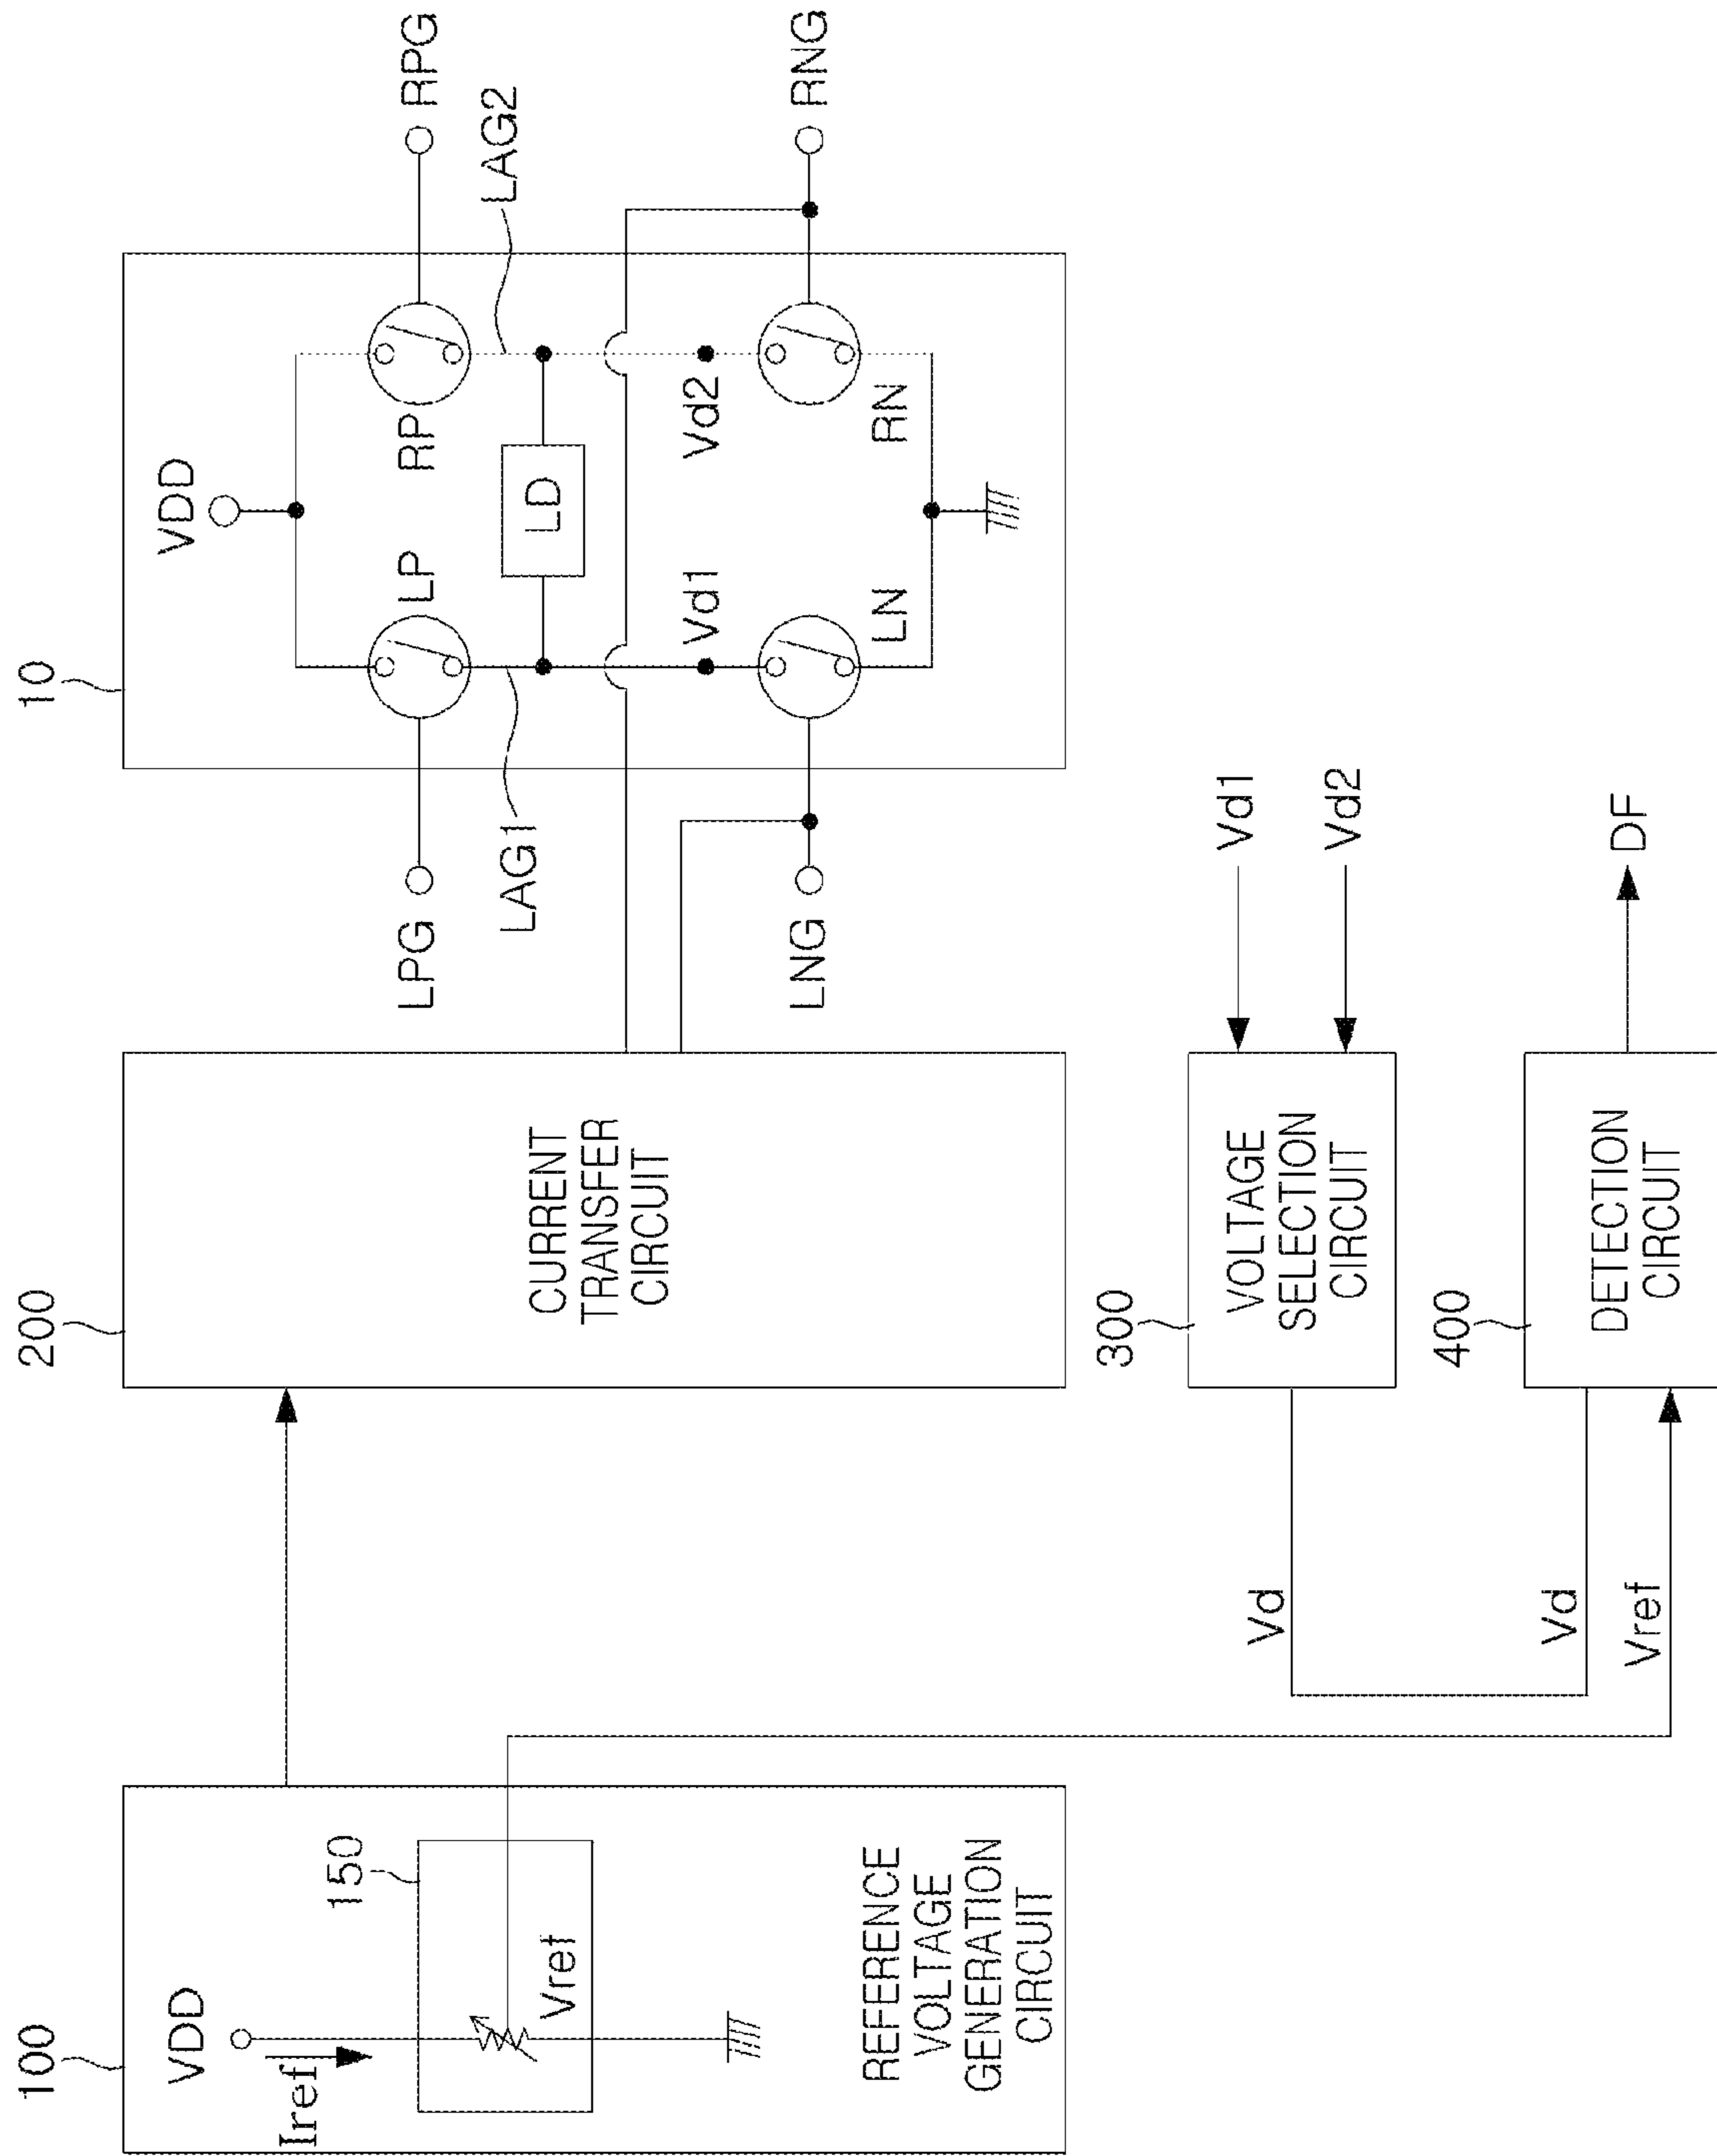 100
VDD
Iref
150
Vref
REFERENCE
VOLTAGE
GENERATION
CIRCUIT
200
CURRENT
TRANSFER
CIRCUIT
10
VDD
LPG
LP
RP
RPG
LAG1
LD
LAG2
Vd1
Vd2
LNG
LN
RN
RNG
300
VOLTAGE
SELECTION
CIRCUIT
Vd1
Vd2
Vd
400
DETECTION
CIRCUIT
Vd
Vref
DF